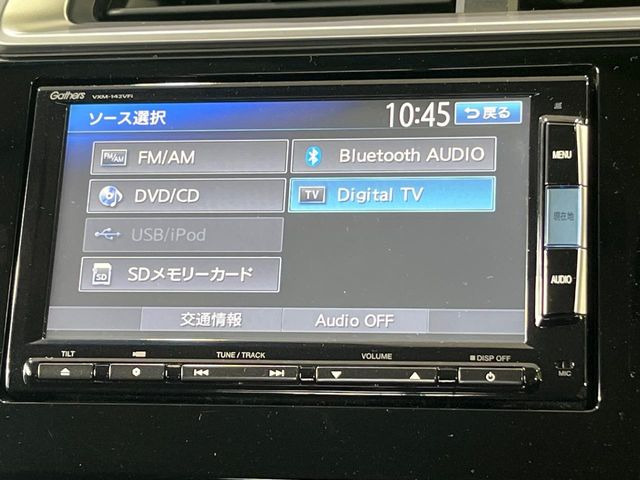 Gathers VXM-142VFi
ソース選択 10:45 戻る
FM/AM FM/AM Bluetooth AUDIO
DVD/CD TV Digital TV
USB/iPod
SD SDメモリーカード
交通情報 Audio OFF
MENU
現在地
AUDIO
TILT TUNE / TRACK VOLUME DISP OFF
MIC